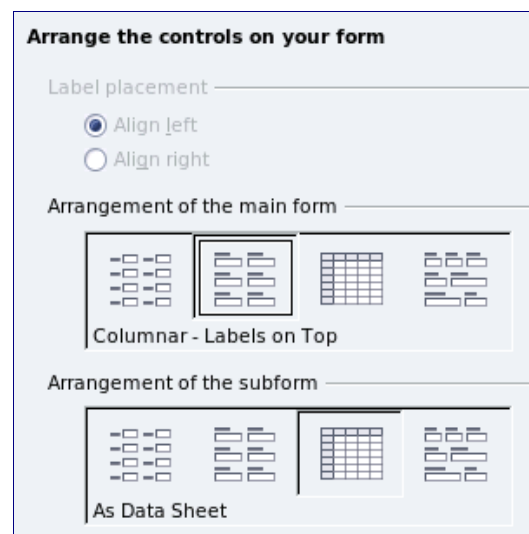 Arrange the controls on your form
Label placement
Align left
Align right
Arrangement of the main form
Columnar - Labels on Top
Arrangement of the subform
As Data Sheet